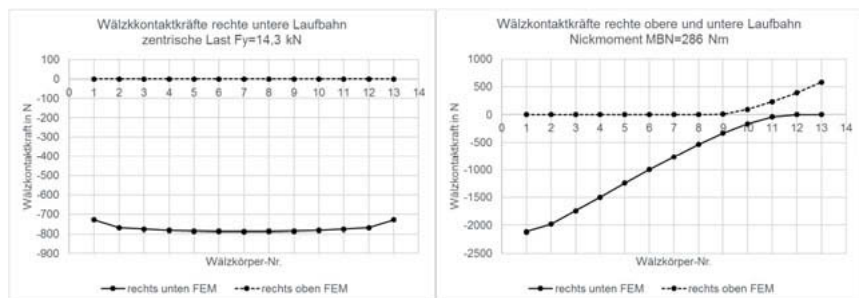 Wälzkkontaktkräfte rechte untere Laufbahn
zentrische Last Fy=14,3 kN
Wälzkontaktkraft in N
100
0
-100
-200
-300
-400
-500
-600
-700
-800
-900
0 1 2 3 4 5 6 7 8 9 10 11 12 13 14
Wälzkörper-Nr.
rechts unten FEM rechts oben FEM
Wälzkontaktkräfte rechte obere und untere Laufbahn
Nickmoment MBN=286 Nm
Wälzkontaktkraft in N
1000
500
0
-500
-1000
-1500
-2000
-2500
0 1 2 3 4 5 6 7 8 9 10 11 12 13 14
Wälzkörper-Nr.
rechts unten FEM rechts oben FEM